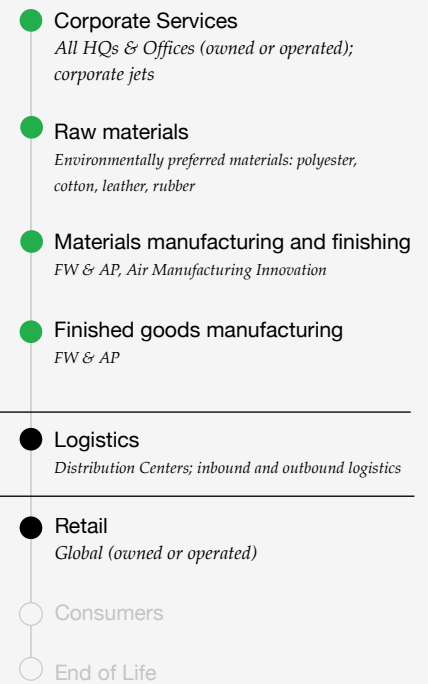 Corporate Services
All HQs & Offices (owned or operated);
corporate jets
Raw materials
Environmentally preferred materials: polyester,
cotton, leather, rubber
Materials manufacturing and finishing
FW & AP, Air Manufacturing Innovation
Finished goods manufacturing
FW & AP
Logistics
Distribution Centers; inbound and outbound logistics
Retail
Global (owned or operated)
Consumers
End of Life